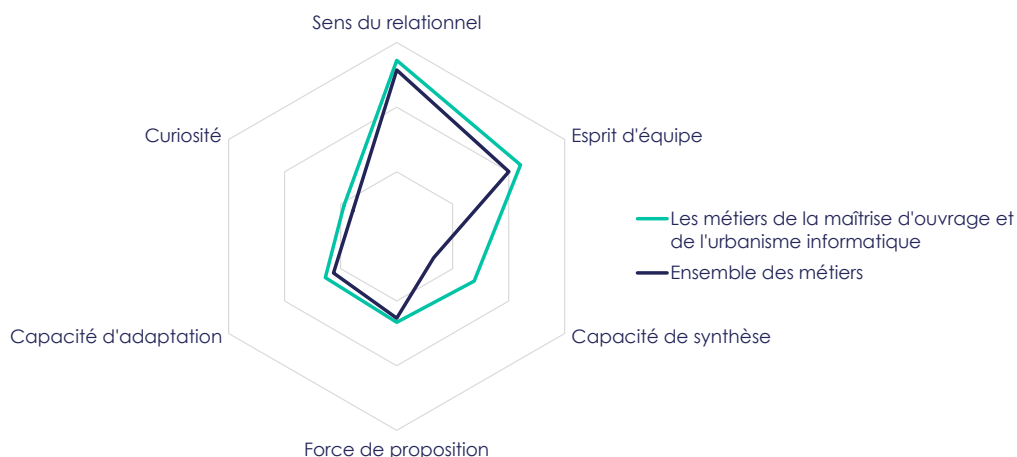 Sens du relationnel
Curiosité
Esprit d'équipe
Les métiers de la maîtrise d'ouvrage et
de l'urbanisme informatique
Ensemble des métiers
Capacité d'adaptation
Capacité de synthèse
Force de proposition